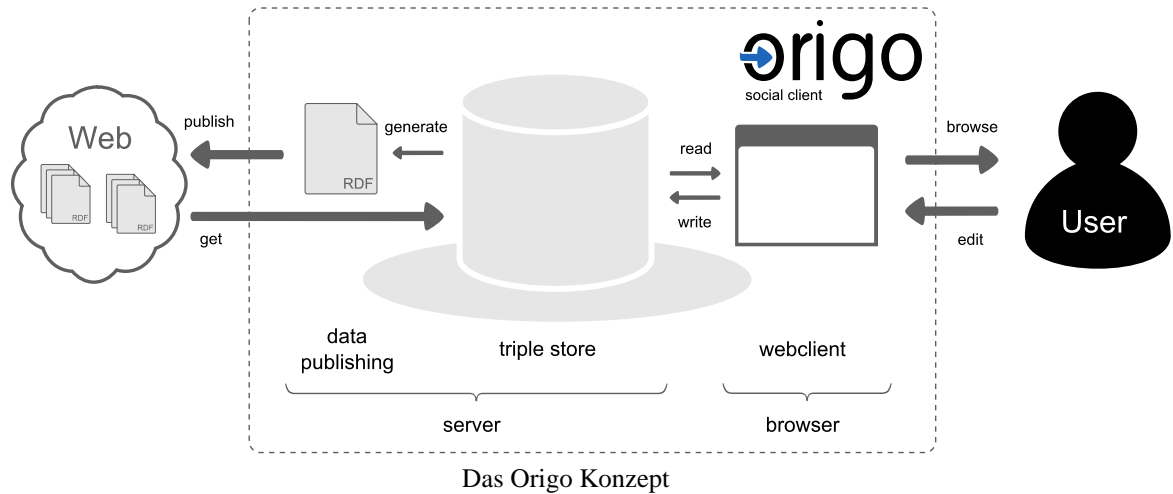 origo
social client
Web
RDF
RDF
publish
get
RDF
generate
read
write
browse
edit
User
data
publishing
triple store
webclient
server
browser
Das Origo Konzept